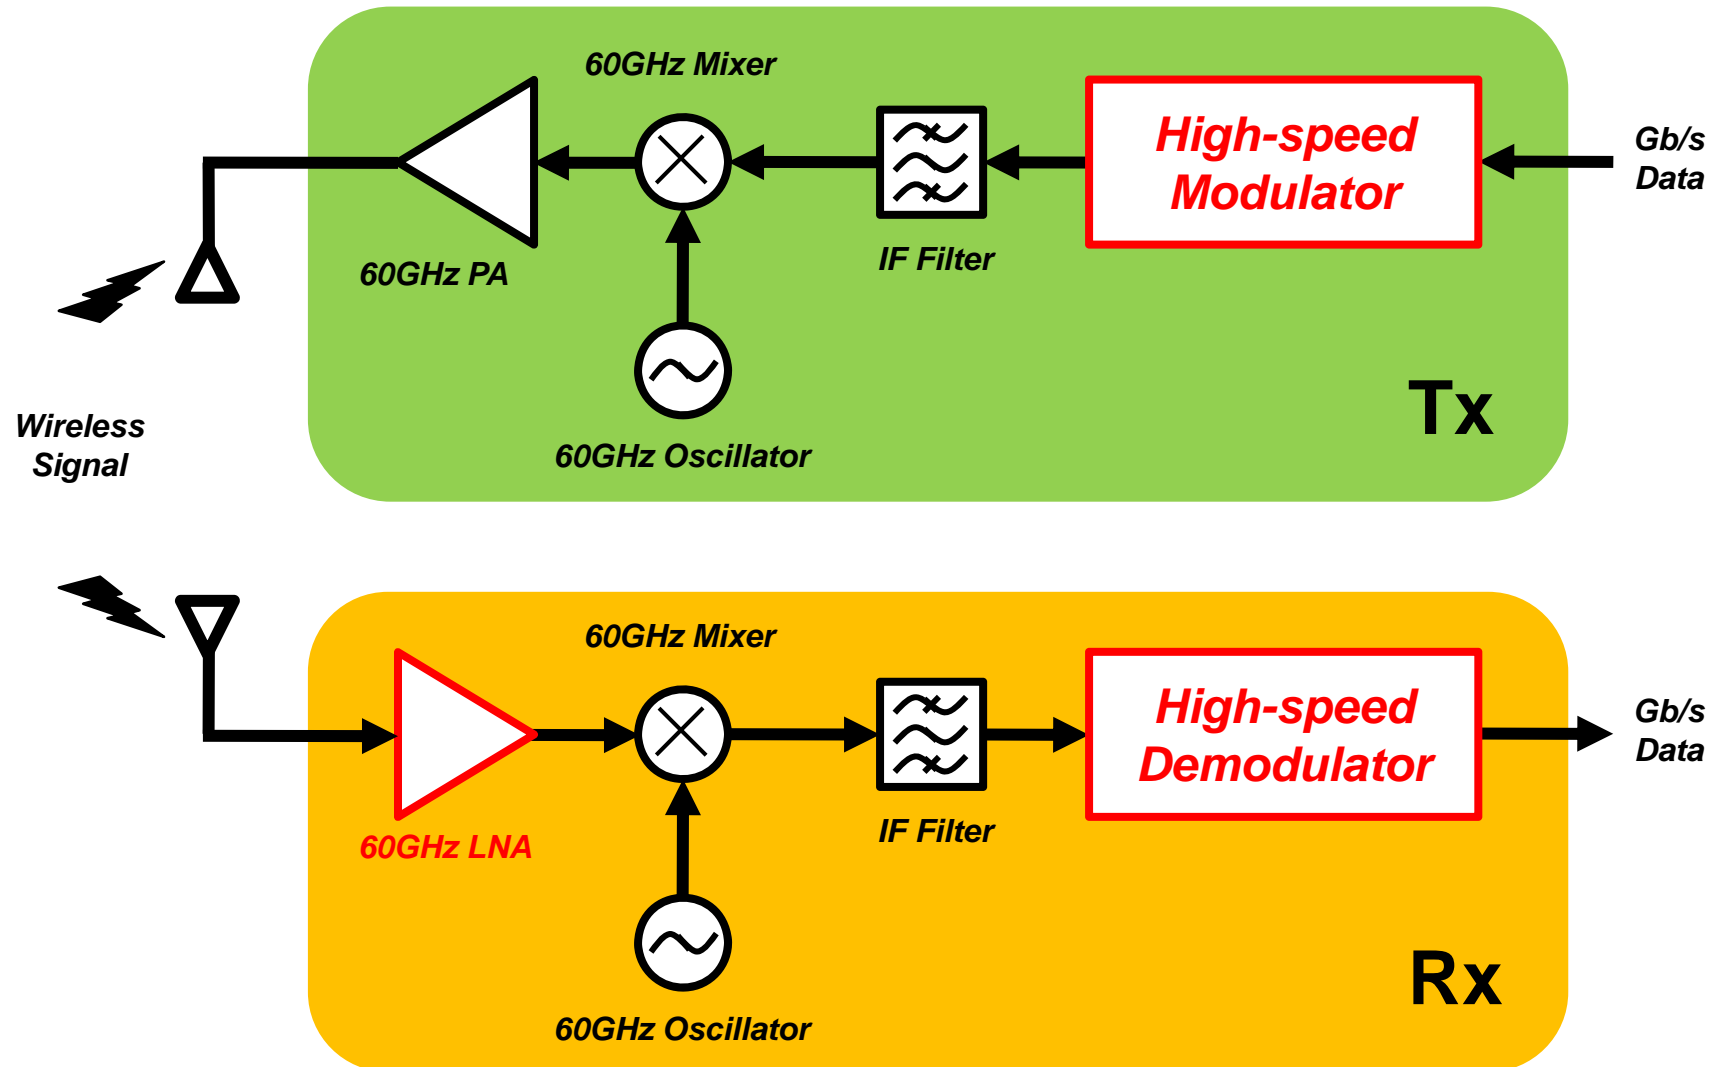 60GHz Mixer
High-speed
Modulator
Gb/s
Data
60GHz PA
IF Filter
60GHz Oscillator
Tx
Wireless
Signal
60GHz Mixer
High-speed
Demodulator
Gb/s
Data
60GHz LNA
IF Filter
60GHz Oscillator
Rx